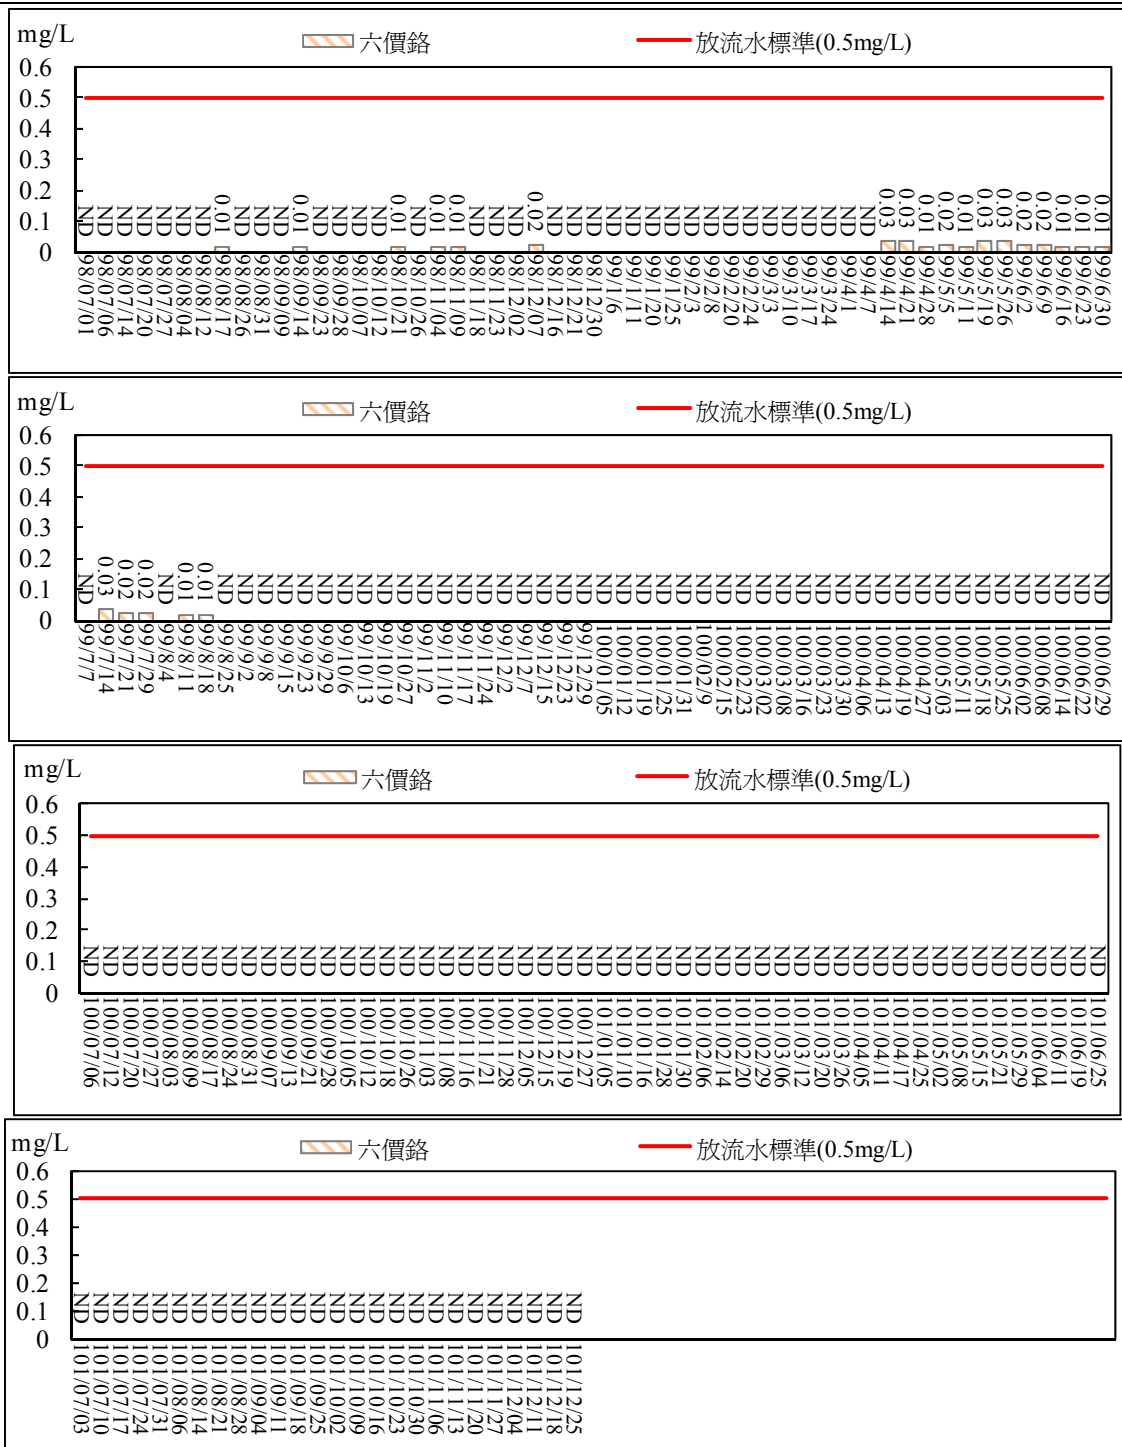 mg/L
六價鉻 放流水標準(0.5mg/L)
0.6
0.5
0.4
0.3
0.2
0.1
0
ND ND ND ND ND ND ND 0.01 ND ND ND 0.01 ND ND ND ND 0.01 ND 0.01 0.01 ND ND ND 0.02 ND ND ND ND ND ND ND ND ND ND ND ND ND ND ND ND ND 0.03 0.03 0.01 0.02 0.01 0.03 0.03 0.02 0.02 0.01 0.01 0.01
98/07/01 98/07/06 98/07/14 98/07/20 98/07/27 98/08/04 98/08/12 98/08/17 98/08/26 98/08/31 98/09/09 98/09/14 98/09/23 98/09/28 98/10/07 98/10/12 98/10/21 98/10/26 98/11/04 98/11/09 98/11/18 98/11/23 98/12/02 98/12/07 98/12/16 98/12/21 98/12/30 99/1/6 99/1/11 99/1/20 99/1/25 99/2/3 99/2/8 99/2/20 99/2/24 99/3/3 99/3/10 99/3/17 99/3/24 99/4/1 99/4/7 99/4/14 99/4/21 99/4/28 99/5/5 99/5/11 99/5/19 99/5/26 99/6/2 99/6/9 99/6/16 99/6/23 99/6/30
mg/L
六價鉻 放流水標準(0.5mg/L)
0.6
0.5
0.4
0.3
0.2
0.1
0
ND 0.03 0.02 0.02 ND 0.01 0.01 ND ND ND ND ND ND ND ND ND ND ND ND ND ND ND ND ND ND ND ND ND ND ND ND ND ND ND ND ND ND ND ND ND ND ND ND ND ND ND ND ND ND ND ND ND
99/7/7 99/7/14 99/7/21 99/7/29 99/8/4 99/8/11 99/8/18 99/8/25 99/9/2 99/9/8 99/9/15 99/9/23 99/9/29 99/10/6 99/10/13 99/10/19 99/10/27 99/11/2 99/11/10 99/11/17 99/11/24 99/12/2 99/12/7 99/12/15 99/12/23 99/12/29 100/01/05 100/01/12 100/01/19 100/01/25 100/01/31 100/02/9 100/02/15 100/02/23 100/03/02 100/03/08 100/03/16 100/03/23 100/03/30 100/04/06 100/04/13 100/04/19 100/04/27 100/05/03 100/05/11 100/05/18 100/05/25 100/06/02 100/06/08 100/06/14 100/06/22 100/06/29
mg/L
六價鉻 放流水標準(0.5mg/L)
0.6
0.5
0.4
0.3
0.2
0.1
0
ND ND ND ND ND ND ND ND ND ND ND ND ND ND ND ND ND ND ND ND ND ND ND ND ND ND ND ND ND ND ND ND ND ND ND ND ND ND ND ND ND ND ND ND ND ND ND ND ND ND ND ND
100/07/06 100/07/12 100/07/20 100/07/27 100/08/03 100/08/09 100/08/17 100/08/24 100/08/31 100/09/07 100/09/13 100/09/21 100/09/28 100/10/05 100/10/12 100/10/18 100/10/26 100/11/03 100/11/08 100/11/16 100/11/21 100/11/28 100/12/05 100/12/15 100/12/19 100/12/27 101/01/05 101/01/10 101/01/16 101/01/28 101/01/30 101/02/06 101/02/14 101/02/20 101/02/29 101/03/06 101/03/12 101/03/20 101/03/26 101/04/05 101/04/11 101/04/17 101/04/25 101/05/02 101/05/08 101/05/15 101/05/21 101/05/29 101/06/04 101/06/11 101/06/19 101/06/25
mg/L
六價鉻 放流水標準(0.5mg/L)
0.6
0.5
0.4
0.3
0.2
0.1
0
ND ND ND ND ND ND ND ND ND ND ND ND ND ND ND ND ND ND ND ND ND ND ND ND ND ND
101/07/03 101/07/10 101/07/17 101/07/24 101/07/31 101/08/06 101/08/14 101/08/21 101/08/28 101/09/04 101/09/11 101/09/18 101/09/25 101/10/02 101/10/09 101/10/16 101/10/23 101/10/30 101/11/06 101/11/13 101/11/20 101/11/27 101/12/04 101/12/11 101/12/18 101/12/25